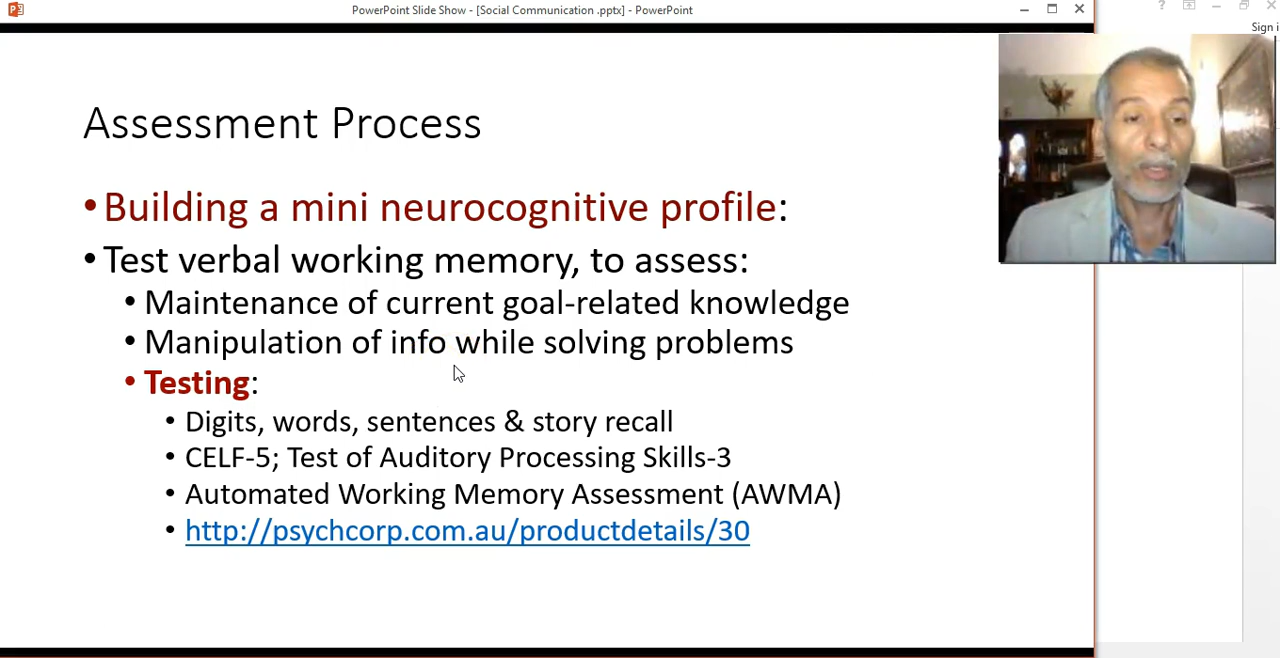 PowerPoint Slide Show - [Social Communication .pptx] - PowerPoint
Sign i
Assessment Process
•Building a mini neurocognitive profile:
•Test verbal working memory, to assess:
• Maintenance of current goal-related knowledge
• Manipulation of info while solving problems
• Testing:
• Digits, words, sentences & story recall
• CELF-5; Test of Auditory Processing Skills-3
• Automated Working Memory Assessment (AWMA)
• http://psychcorp.com.au/productdetails/30